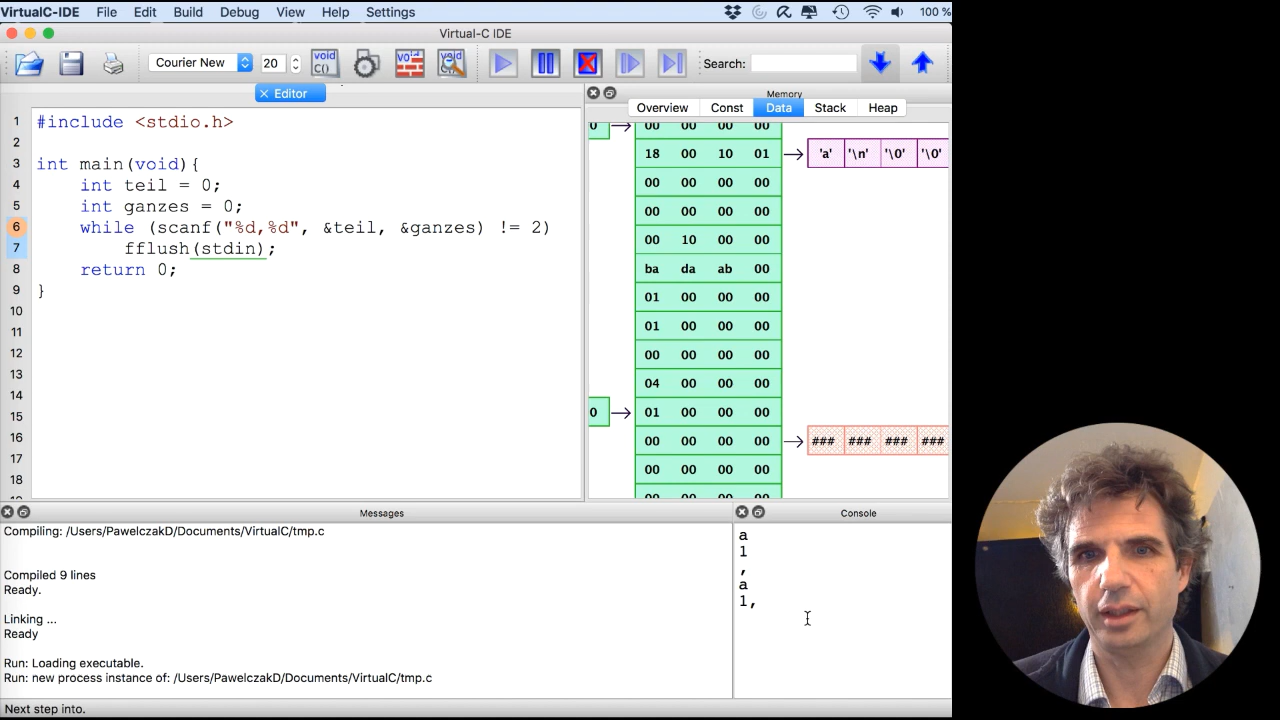 VirtualC-IDE File Edit Build Debug View Help Settings 100 %
Virtual-C IDE
Courier New 20 void C() void Search:
Editor
Memory
Overview Const Data Stack Heap
1 #include <stdio.h>
2
3 int main(void){
4 int teil = 0;
5 int ganzes = 0;
6 while (scanf("%d,%d", &teil, &ganzes) != 2)
7 fflush(stdin);
8 return 0;
9 }
10
11
12
13
14
15
16
17
18
0 00 00 00 00
18 00 10 01 'a' '\n' '\0' '\0'
00 00 00 00
00 00 00 00
00 10 00 00
ba da ab 00
01 00 00 00
01 00 00 00
00 00 00 00
04 00 00 00
0 01 00 00 00
00 00 00 00 ### ### ### ###
00 00 00 00
00 00 00 00
Messages
Compiling: /Users/PawelczakD/Documents/VirtualC/tmp.c
Compiled 9 lines
Ready.
Linking ...
Ready
Run: Loading executable.
Run: new process instance of: /Users/PawelczakD/Documents/VirtualC/tmp.c
Console
a
1
,
a
1,
Next step into.